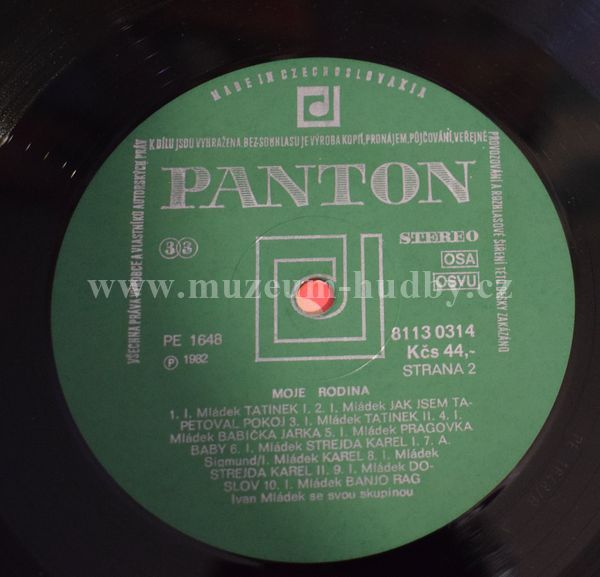 MADE IN CZECHOSLOVAKIA
VŠECHNA PRÁVA VÝROBCE A VLASTNÍKŮ AUTORSKÝCH PRÁV
K DÍLU JSOU VYHRAŽENA. BEZ SOUHLASU JE VÝROBA KOPIÍ, PRONÁJEM, PŮJČOVÁNÍ, VEŘEJNÉ
PROVOZOVÁNÍ A ROZHLASOVÉ ŠÍŘENÍ TÉTO DESKY ZAKÁZÁNO
PANTON
33
STEREO
OSA
OSVU
www.muzeum-hudby.cz
PE 1648
Ⓟ 1982
8113 0314
Kčs 44,-
STRANA 2
MOJE RODINA
1. I. Mládek TATÍNEK I. 2. I. Mládek JAK JSEM TA-
PETOVAL POKOJ 3. I. Mládek TATÍNEK II. 4. I.
Mládek BABIČKA JARKA 5. I. Mládek PRAGOVKA
BABY 6. I. Mládek STREJDA KAREL I. 7. A.
Sigmund/I. Mládek KAREL 8. I. Mládek
STREJDA KAREL II. 9. I. Mládek DO-
SLOV 10. I. Mládek BANJO RAG
Ivan Mládek se svou skupinou